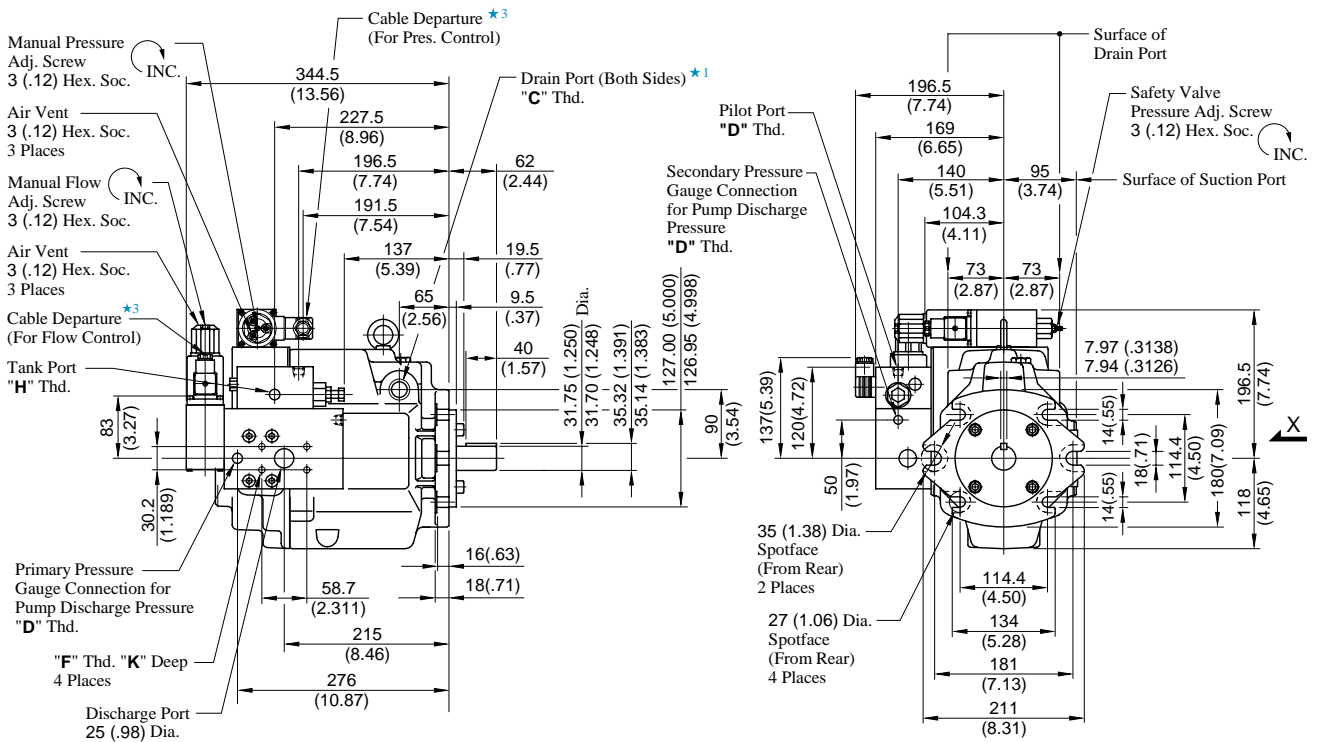 Cable Departure ★3
(For Pres. Control)
Manual Pressure
Adj. Screw
3 (.12) Hex. Soc.
INC.
Air Vent
3 (.12) Hex. Soc.
3 Places
Manual Flow
Adj. Screw
3 (.12) Hex. Soc.
INC.
Air Vent
3 (.12) Hex. Soc.
3 Places
Cable Departure ★3
(For Flow Control)
Tank Port
"H" Thd.
344.5
(13.56)
Drain Port (Both Sides) ★1
"C" Thd.
227.5
(8.96)
196.5
(7.74)
62
(2.44)
191.5
(7.54)
137
(5.39)
19.5
(.77)
65
(2.56)
9.5
(.37)
40
(1.57)
31.75 (1.250)
31.70 (1.248)
Dia.
35.32 (1.391)
35.14 (1.383)
127.00 (5.000)
126.95 (4.998)
90
(3.54)
83
(3.27)
30.2
(1.189)
16(.63)
18(.71)
58.7
(2.311)
215
(8.46)
276
(10.87)
Primary Pressure
Gauge Connection for
Pump Discharge Pressure
"D" Thd.
"F" Thd. "K" Deep
4 Places
Discharge Port
25 (.98) Dia.
Surface of
Drain Port
196.5
(7.74)
Pilot Port
"D" Thd.
169
(6.65)
Safety Valve
Pressure Adj. Screw
3 (.12) Hex. Soc.
INC.
Secondary Pressure
Gauge Connection
for Pump Discharge
Pressure
"D" Thd.
140
(5.51)
95
(3.74)
Surface of Suction Port
104.3
(4.11)
73
(2.87)
73
(2.87)
7.97 (.3138)
7.94 (.3126)
137(5.39)
120(4.72)
50
(1.97)
14(.55)
14(.55)
18(.71)
114.4
(4.50)
180(7.09)
196.5
(7.74)
118
(4.65)
X
35 (1.38) Dia.
Spotface
(From Rear)
2 Places
27 (1.06) Dia.
Spotface
(From Rear)
4 Places
114.4
(4.50)
134
(5.28)
181
(7.13)
211
(8.31)